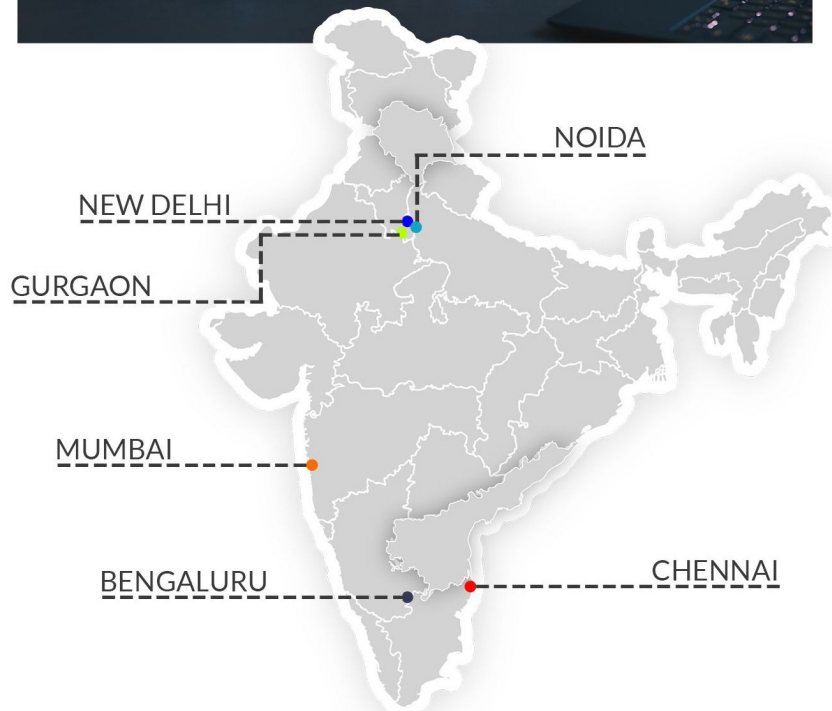 NOIDA
NEW DELHI
GURGAON
MUMBAI
BENGALURU
CHENNAI